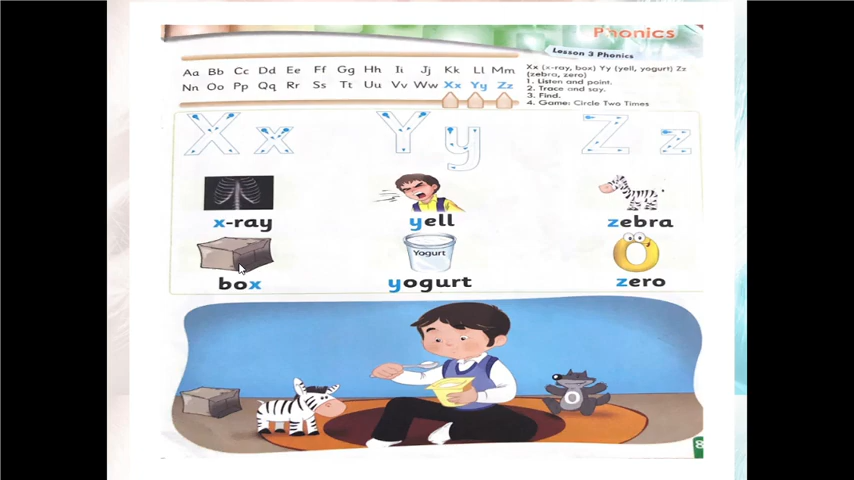 Phonics
Lesson 3 Phonics
Aa Bb Cc Dd Ee Ff Gg Hh Ii Jj Kk Ll Mm
Nn Oo Pp Qq Rr Ss Tt Uu Vv Ww Xx Yy Zz
Xx (x-ray, box) Yy (yell, yogurt) Zz
(zebra, zero)
1. Listen and point.
2. Trace and say.
3. Find.
4. Game: Circle Two Times
X x Y y Z z
x-ray yell zebra
Yogurt
box yogurt zero
O
8